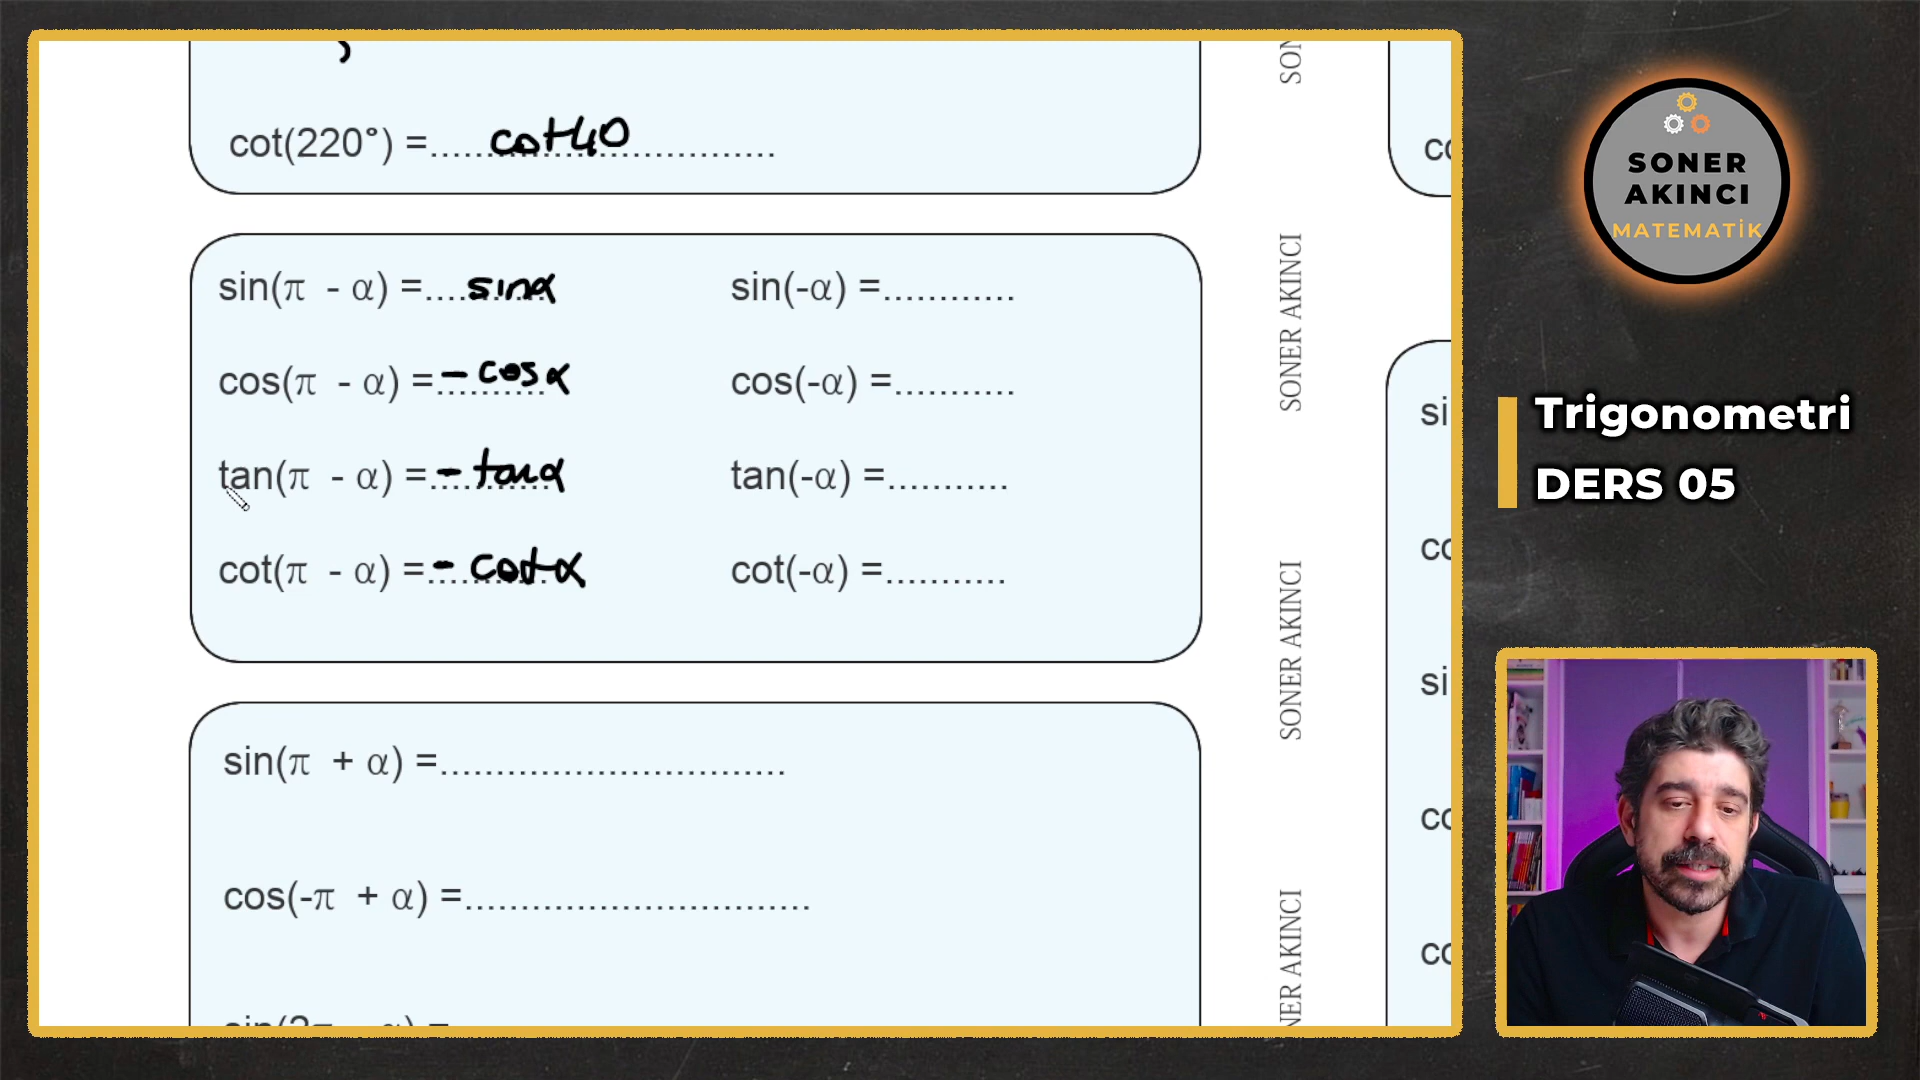 cot(220°) =.... cot40 ....
sin(π - α) =.... sinα
cos(π - α) = - cosα
tan(π - α) = - tanα
cot(π - α) = - cotα
sin(-α) =............
cos(-α) =...........
tan(-α) =...........
cot(-α) =...........
sin(π + α) =...............................
cos(-π + α) =...............................
SONER AKINCI
SONER AKINCI
SONER
AKINCI
MATEMATİK
Trigonometri
DERS 05